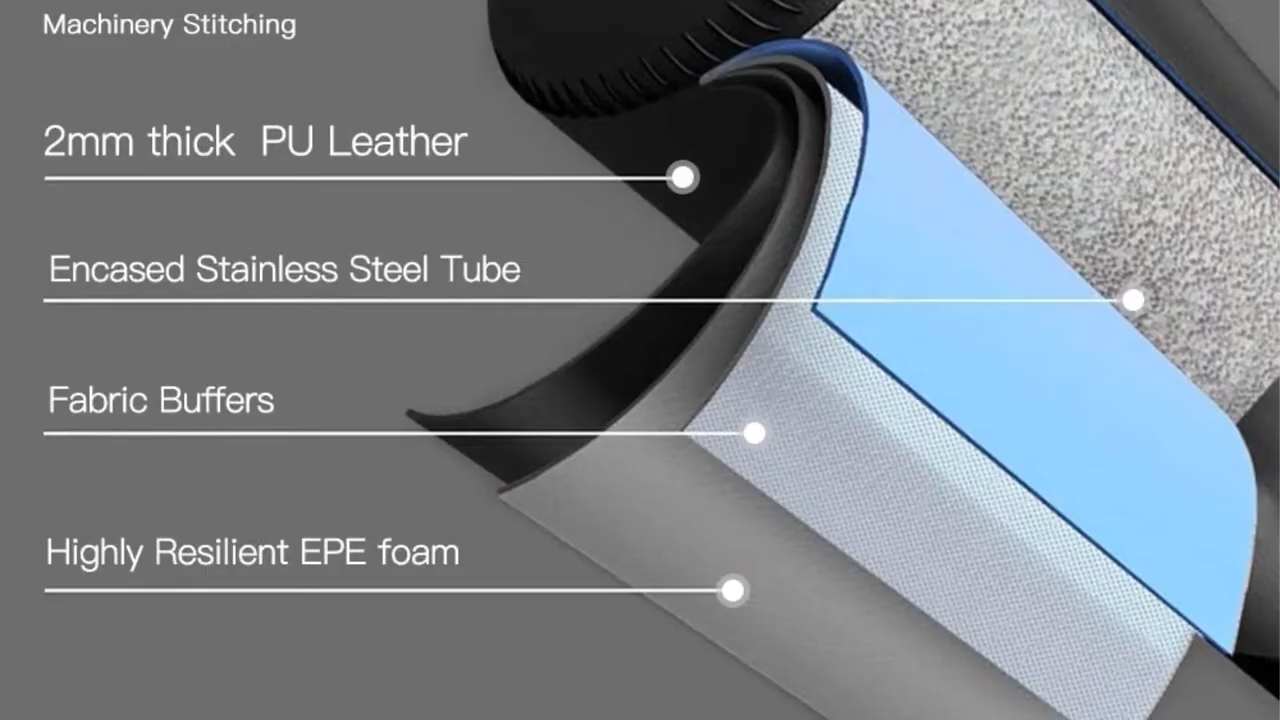 Machinery Stitching
2mm thick PU Leather
Encased Stainless Steel Tube
Fabric Buffers
Highly Resilient EPE foam